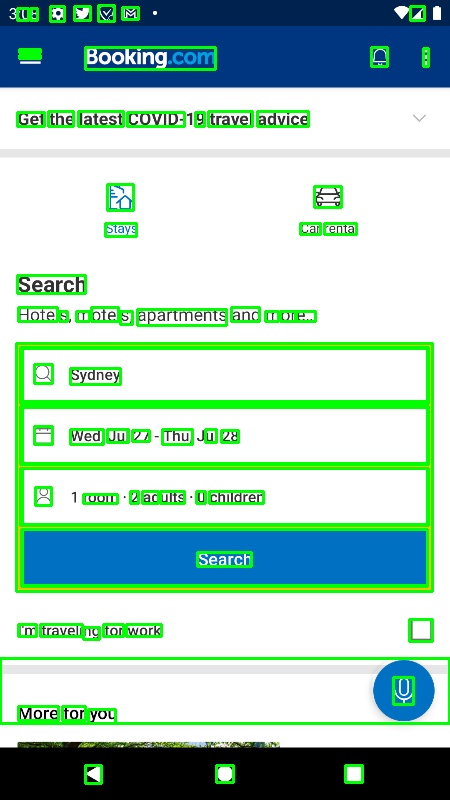 Booking.com
Get the latest COVID-19 travel advice
Stays
Car rental
Search
Hotels, motels, apartments and more...
Sydney
Wed Jul 27 - Thu Jul 28
1 room · 2 adults · 0 children
Search
I'm traveling for work
More for you